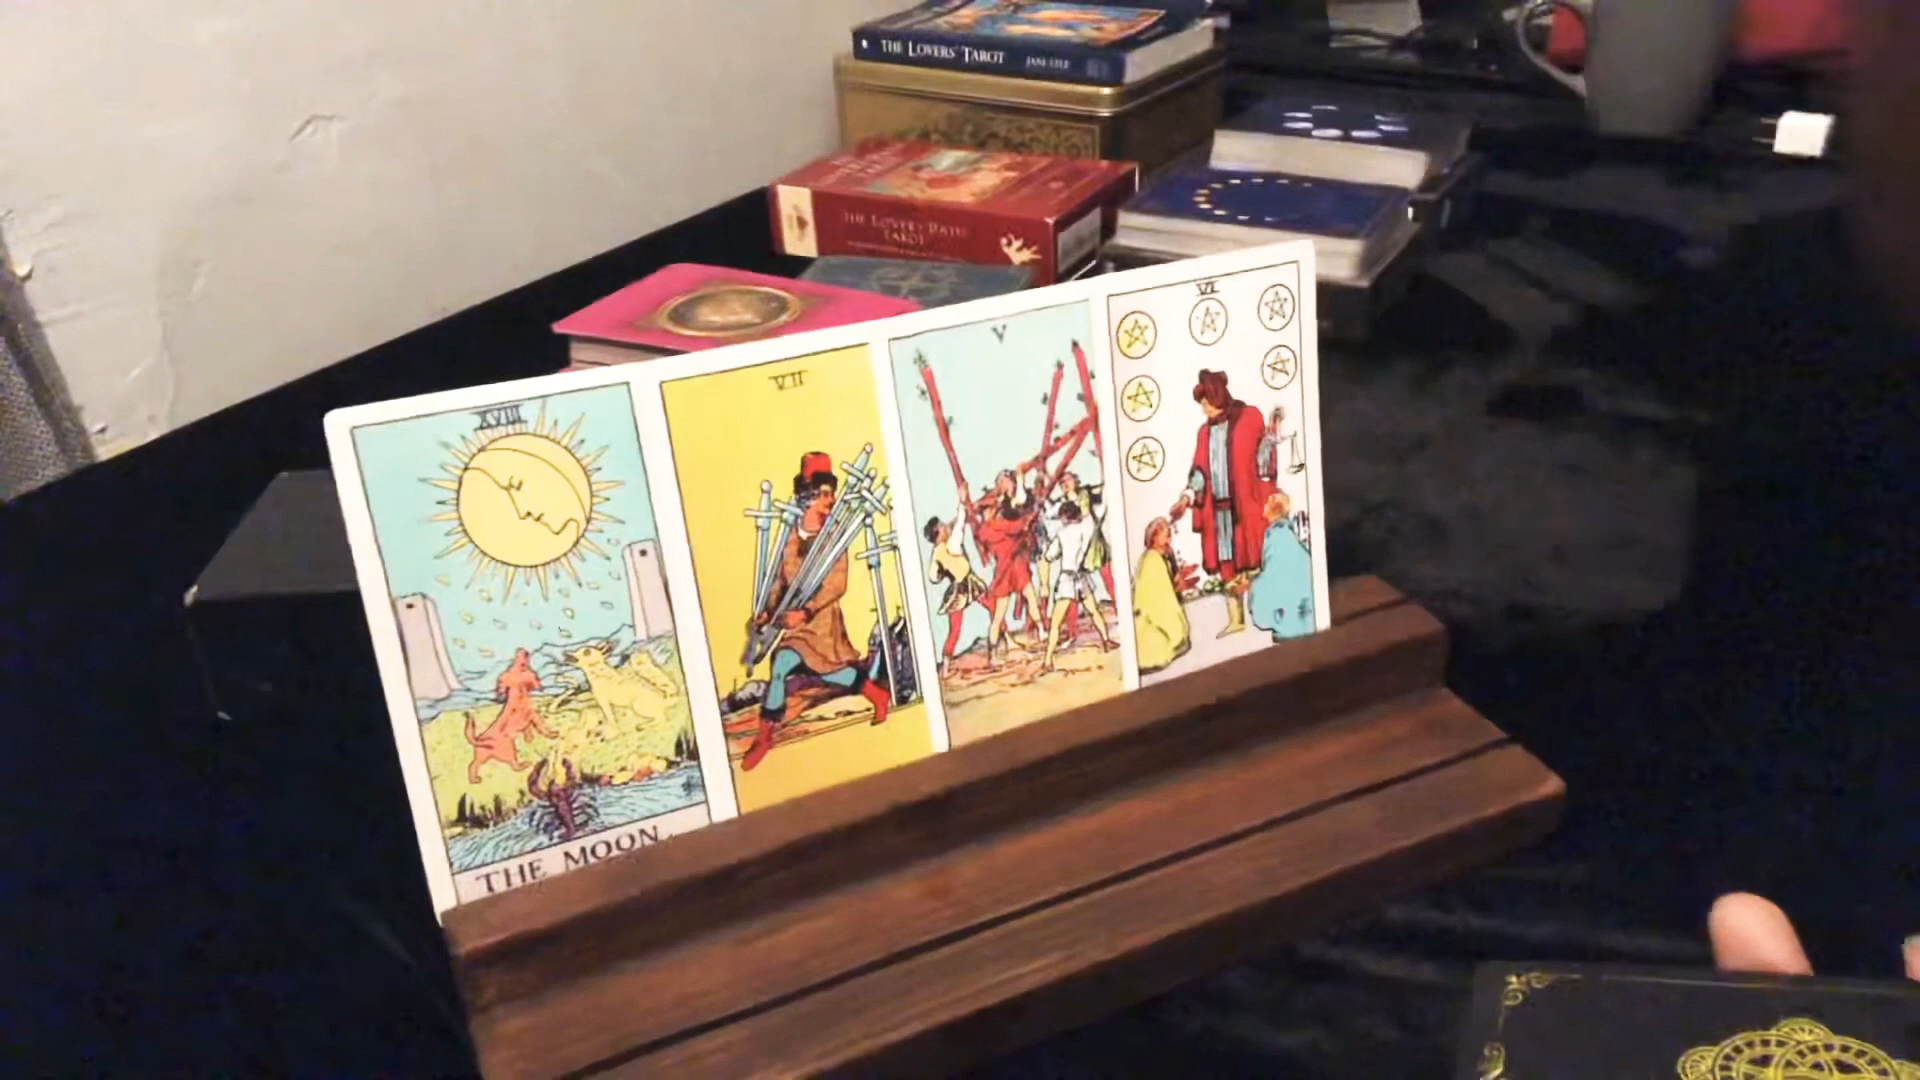 THE LOVERS' TAROT JANE LYLE
THE LOVERS' PATH
TAROT
XVIII
VII
V
VI
THE MOON